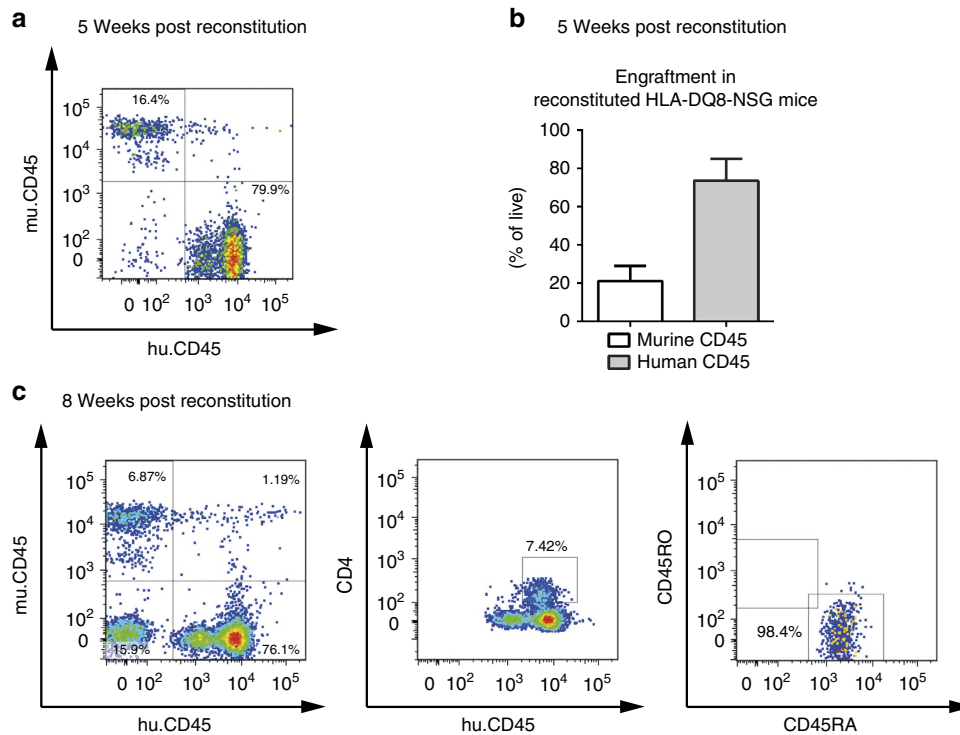 a
5 Weeks post reconstitution
mu.CD45
10^5
10^4
10^3
10^2
0
16.4%
79.9%
0 10^2 10^3 10^4 10^5
hu.CD45
b
5 Weeks post reconstitution
Engraftment in
reconstituted HLA-DQ8-NSG mice
(% of live)
100
80
60
40
20
0
Murine CD45
Human CD45
c
8 Weeks post reconstitution
mu.CD45
10^5
10^4
10^3
10^2
0
6.87%
1.19%
15.9%
76.1%
0 10^2 10^3 10^4 10^5
hu.CD45
CD4
10^5
10^4
10^3
10^2
0
7.42%
0 10^2 10^3 10^4 10^5
hu.CD45
CD45RO
10^5
10^4
10^3
10^2
0
98.4%
0 10^2 10^3 10^4 10^5
CD45RA